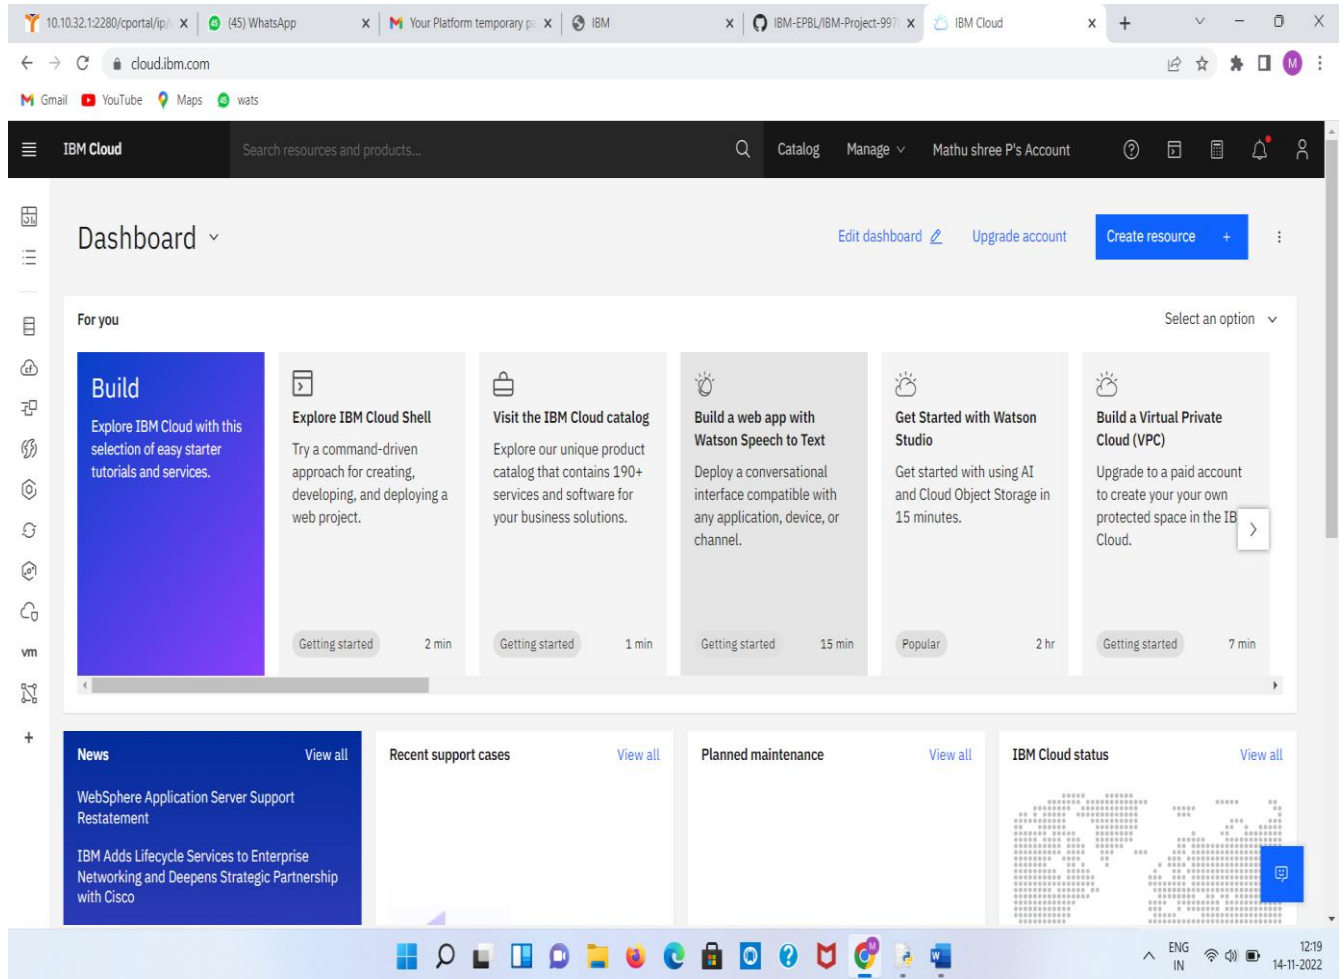 10.10.32.1:2280/cportal/ip/
(45) WhatsApp
Your Platform temporary pa
IBM
IBM-EPBL/IBM-Project-997
IBM Cloud
cloud.ibm.com
M
Gmail
YouTube
Maps
wats
IBM Cloud
Search resources and products...
Catalog
Manage
Mathu shree P's Account
Dashboard
Edit dashboard
Upgrade account
Create resource +
For you
Select an option
Build
Explore IBM Cloud with this
selection of easy starter
tutorials and services.
Explore IBM Cloud Shell
Try a command-driven
approach for creating,
developing, and deploying a
web project.
Getting started 2 min
Visit the IBM Cloud catalog
Explore our unique product
catalog that contains 190+
services and software for
your business solutions.
Getting started 1 min
Build a web app with
Watson Speech to Text
Deploy a conversational
interface compatible with
any application, device, or
channel.
Getting started 15 min
Get Started with Watson
Studio
Get started with using AI
and Cloud Object Storage in
15 minutes.
Popular 2 hr
Build a Virtual Private
Cloud (VPC)
Upgrade to a paid account
to create your your own
protected space in the IB
Cloud.
Getting started 7 min
vm
News View all
WebSphere Application Server Support
Restatement
IBM Adds Lifecycle Services to Enterprise
Networking and Deepens Strategic Partnership
with Cisco
Recent support cases View all
Planned maintenance View all
IBM Cloud status View all
ENG
IN
12:19
14-11-2022